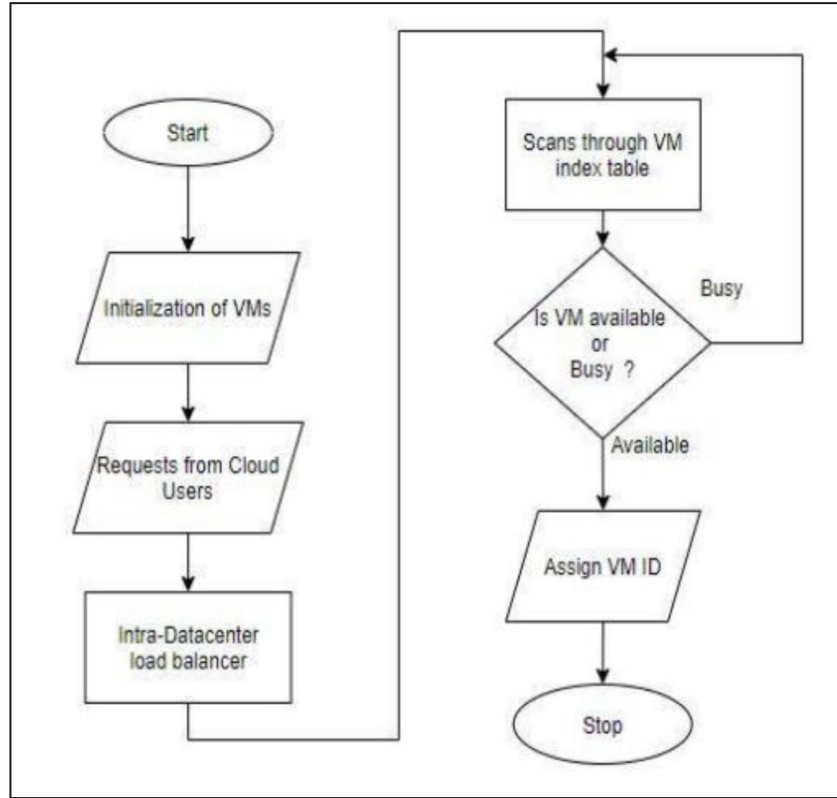 Start
Initialization of VMs
Requests from Cloud
Users
Intra-Datacenter
load balancer
Scans through VM
index table
Is VM available
or
Busy ?
Busy
Available
Assign VM ID
Stop